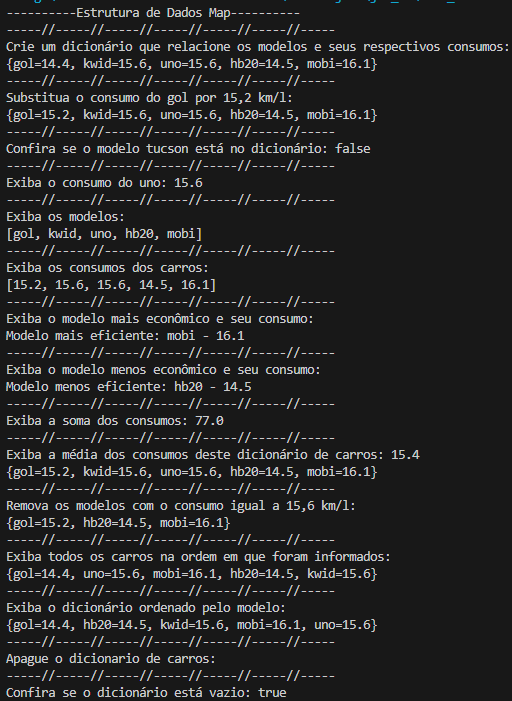 ----------Estrutura de Dados Map----------
-----//-----//-----//-----//-----//-----//-----
Crie um dicionário que relacione os modelos e seus respectivos consumos:
{gol=14.4, kwid=15.6, uno=15.6, hb20=14.5, mobi=16.1}
-----//-----//-----//-----//-----//-----//-----
Substitua o consumo do gol por 15,2 km/l:
{gol=15.2, kwid=15.6, uno=15.6, hb20=14.5, mobi=16.1}
-----//-----//-----//-----//-----//-----//-----
Confira se o modelo tucson está no dicionário: false
-----//-----//-----//-----//-----//-----//-----
Exiba o consumo do uno: 15.6
-----//-----//-----//-----//-----//-----//-----
Exiba os modelos:
[gol, kwid, uno, hb20, mobi]
-----//-----//-----//-----//-----//-----//-----
Exiba os consumos dos carros:
[15.2, 15.6, 15.6, 14.5, 16.1]
-----//-----//-----//-----//-----//-----//-----
Exiba o modelo mais econômico e seu consumo:
Modelo mais eficiente: mobi - 16.1
-----//-----//-----//-----//-----//-----//-----
Exiba o modelo menos econômico e seu consumo:
Modelo menos eficiente: hb20 - 14.5
-----//-----//-----//-----//-----//-----//-----
Exiba a soma dos consumos: 77.0
-----//-----//-----//-----//-----//-----//-----
Exiba a média dos consumos deste dicionário de carros: 15.4
{gol=15.2, kwid=15.6, uno=15.6, hb20=14.5, mobi=16.1}
-----//-----//-----//-----//-----//-----//-----
Remova os modelos com o consumo igual a 15,6 km/l:
{gol=15.2, hb20=14.5, mobi=16.1}
-----//-----//-----//-----//-----//-----//-----
Exiba todos os carros na ordem em que foram informados:
{gol=14.4, uno=15.6, mobi=16.1, hb20=14.5, kwid=15.6}
-----//-----//-----//-----//-----//-----//-----
Exiba o dicionário ordenado pelo modelo:
{gol=14.4, hb20=14.5, kwid=15.6, mobi=16.1, uno=15.6}
-----//-----//-----//-----//-----//-----//-----
Apague o dicionario de carros:
-----//-----//-----//-----//-----//-----//-----
Confira se o dicionário está vazio: true